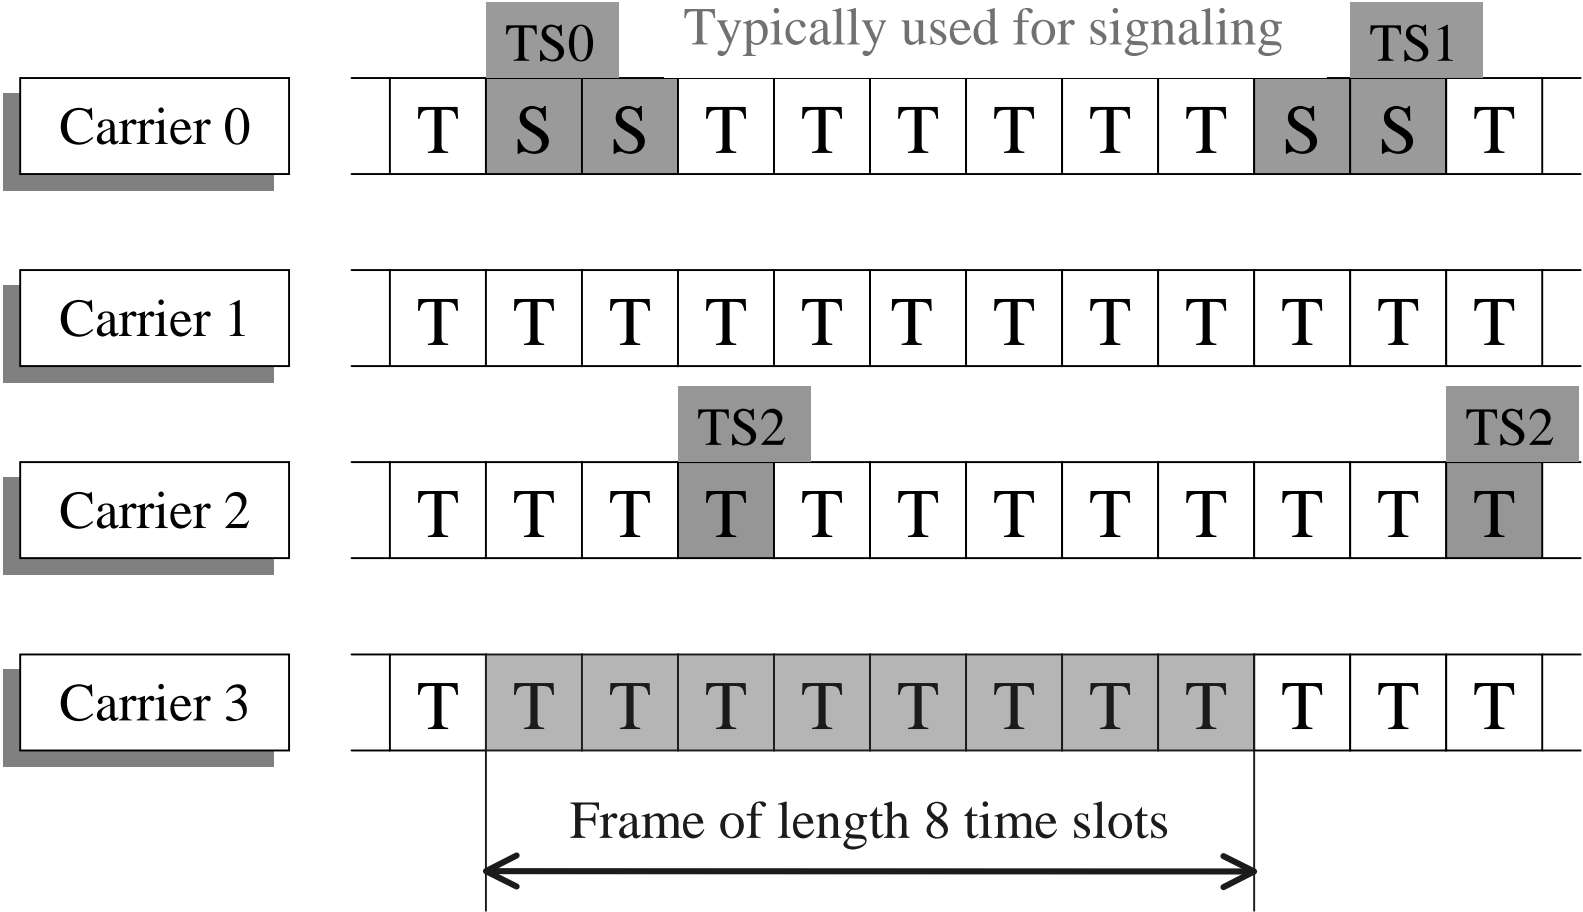 TS0 Typically used for signaling TS1
Carrier 0 T S S T T T T T T S S T
Carrier 1 T T T T T T T T T T T T
TS2 TS2
Carrier 2 T T T T T T T T T T T T
Carrier 3 T T T T T T T T T T T T
Frame of length 8 time slots